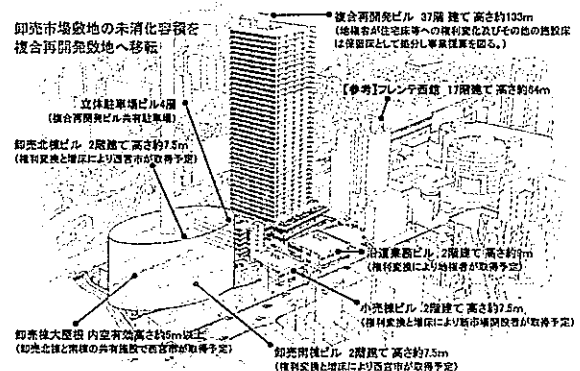 卸売市場敷地の未消化容積を
複合再開発敷地へ移転
複合再開発ビル 37階 建て 高さ約133m
(地権者が住宅床等への権利変化及びその他の施設床
は保留床として処分し事業採算を図る。)
【参考】フレンテ西館 17階建て 高さ約64m
立体駐車場ビル4層
(複合再開発ビル共有駐車場)
卸売北棟ビル 2階建て 高さ約7.5m
(権利変換と増床により西宮市が取得予定)
沿道業務ビル 2階建て 高さ約9m
(権利変換により地権者が取得予定)
小売棟ビル 2階建て 高さ約7.5m
(権利変換と増床により新市場開設者が取得予定)
卸売棟大屋根 内空有効高さ約5m以上
(卸売北棟と南棟の共有施設で西宮市が取得予定)
卸売南棟ビル 2階建て 高さ約7.5m
(権利変換と増床により西宮市が取得予定)